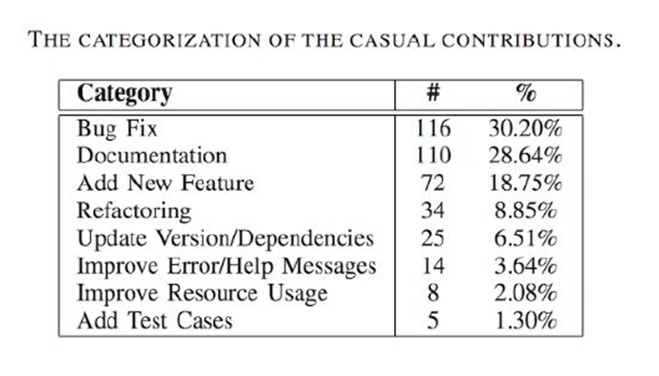 THE CATEGORIZATION OF THE CASUAL CONTRIBUTIONS.
Category # %
Bug Fix 116 30.20%
Documentation 110 28.64%
Add New Feature 72 18.75%
Refactoring 34 8.85%
Update Version/Dependencies 25 6.51%
Improve Error/Help Messages 14 3.64%
Improve Resource Usage 8 2.08%
Add Test Cases 5 1.30%